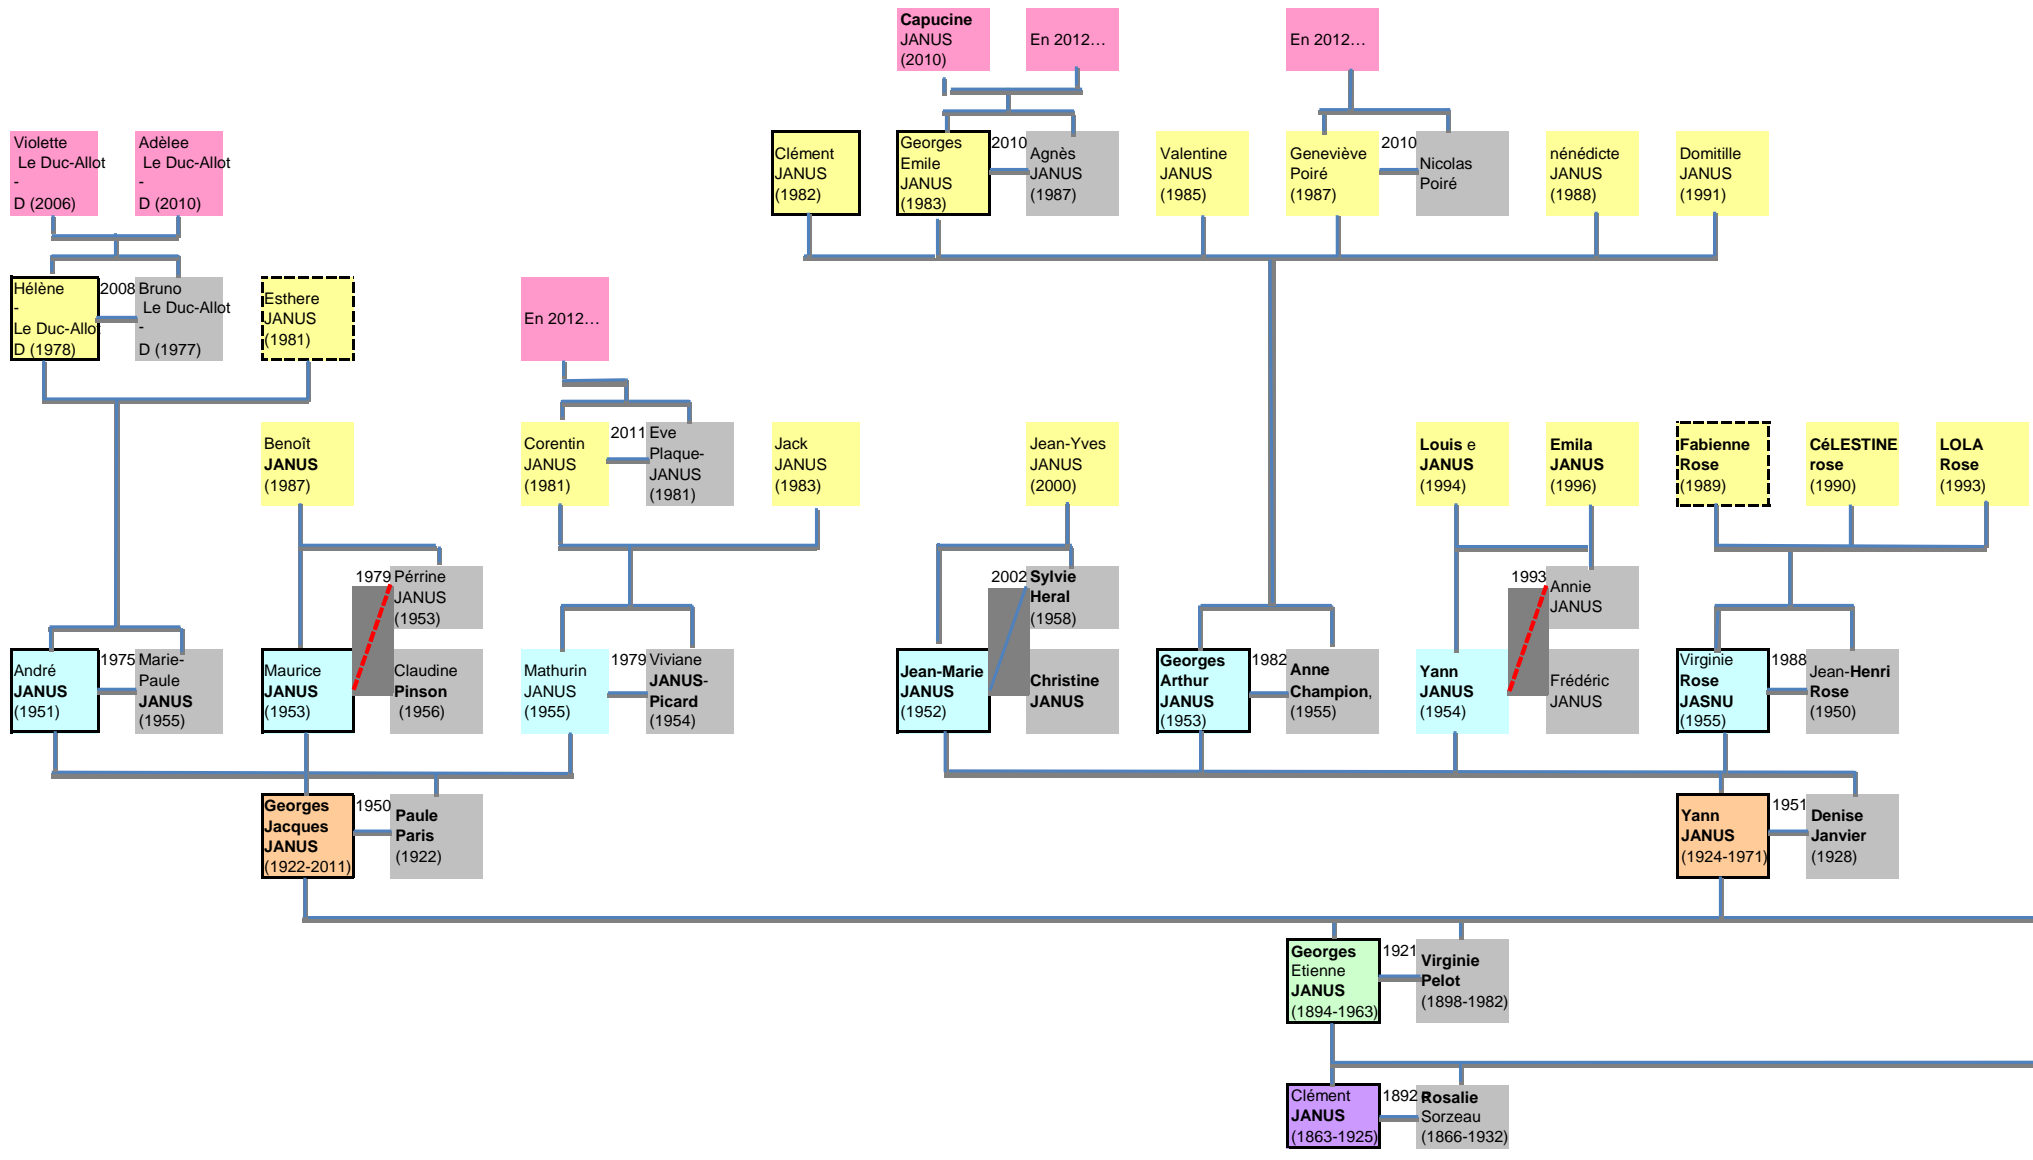 Capucine
JANUS
(2010)
En 2012…
En 2012…
Violette
Le Duc-Allot
-
D (2006)
Adèlee
Le Duc-Allot
-
D (2010)
Clément
JANUS
(1982)
Georges
Emile
JANUS
(1983)
2010
Agnès
JANUS
(1987)
Valentine
JANUS
(1985)
Geneviève
Poiré
(1987)
2010
Nicolas
Poiré
nénédicte
JANUS
(1988)
Domitille
JANUS
(1991)
Hélène
-
Le Duc-Allot
D (1978)
2008
Bruno
Le Duc-Allot
-
D (1977)
Esthere
JANUS
(1981)
En 2012…
Benoît
JANUS
(1987)
Corentin
JANUS
(1981)
2011
Eve
Plaque-
JANUS
(1981)
Jack
JANUS
(1983)
Jean-Yves
JANUS
(2000)
Louis e
JANUS
(1994)
Emila
JANUS
(1996)
Fabienne
Rose
(1989)
CéLESTINE
rose
(1990)
LOLA
Rose
(1993)
1979
Pérrine
JANUS
(1953)
2002
Sylvie
Heral
(1958)
1993
Annie
JANUS
André
JANUS
(1951)
1975
Marie-
Paule
JANUS
(1955)
Maurice
JANUS
(1953)
Claudine
Pinson
(1956)
Mathurin
JANUS
(1955)
1979
Viviane
JANUS-
Picard
(1954)
Jean-Marie
JANUS
(1952)
Christine
JANUS
Georges
Arthur
JANUS
(1953)
1982
Anne
Champion,
(1955)
Yann
JANUS
(1954)
Frédéric
JANUS
Virginie
Rose
JASNU
(1955)
1988
Jean-Henri
Rose
(1950)
Georges
Jacques
JANUS
(1922-2011)
1950
Paule
Paris
(1922)
Yann
JANUS
(1924-1971)
1951
Denise
Janvier
(1928)
Georges
Etienne
JANUS
(1894-1963)
1921
Virginie
Pelot
(1898-1982)
Clément
JANUS
(1863-1925)
1892
Rosalie
Sorzeau
(1866-1932)